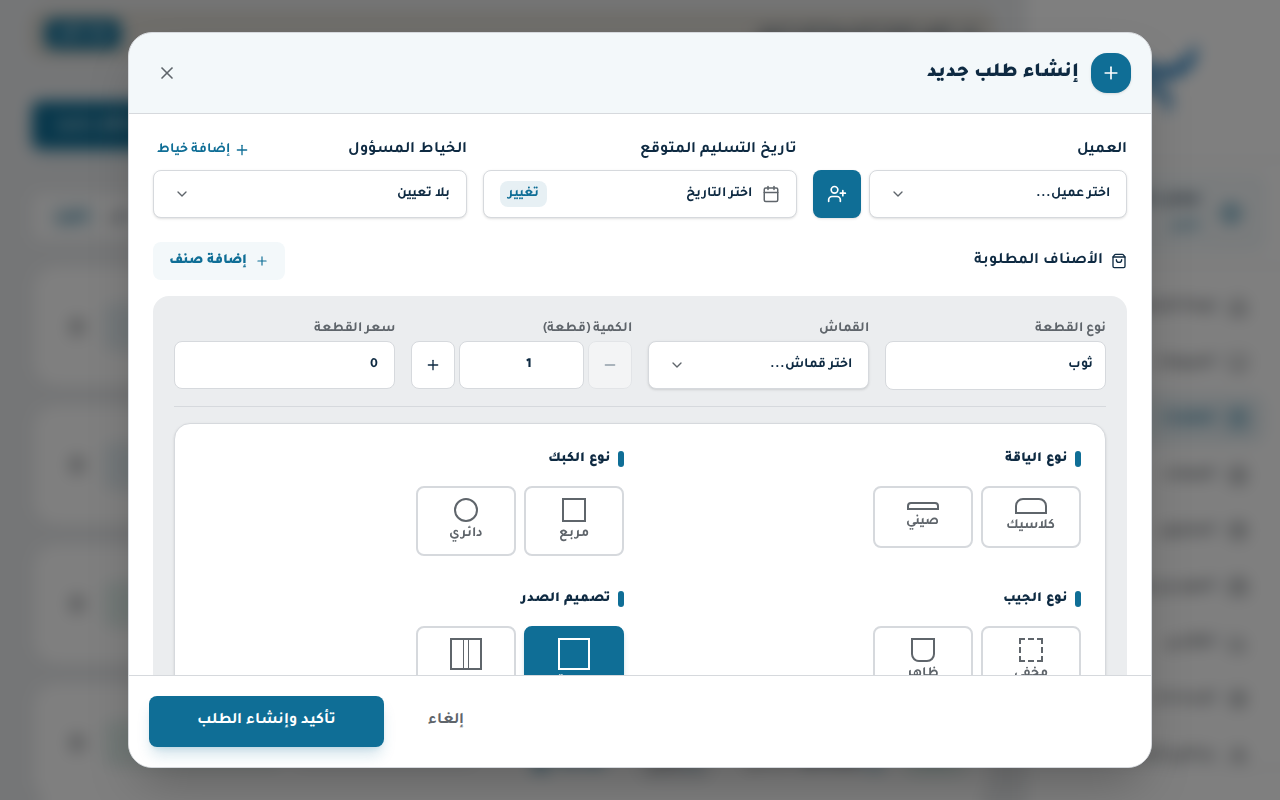 إنشاء طلب جديد
العميل
تاريخ التسليم المتوقع
الخياط المسؤول
إضافة خياط
اختر عميل...
اختر التاريخ
تغيير
بلا تعيين
الأصناف المطلوبة
إضافة صنف
نوع القطعة
القماش
الكمية (قطعة)
سعر القطعة
ثوب
اختر قماش...
1
0
نوع الياقة
نوع الكبك
كلاسيك
صيني
مربع
دائري
نوع الجيب
تصميم الصدر
مخفي
ظاهر
إلغاء
تأكيد وإنشاء الطلب